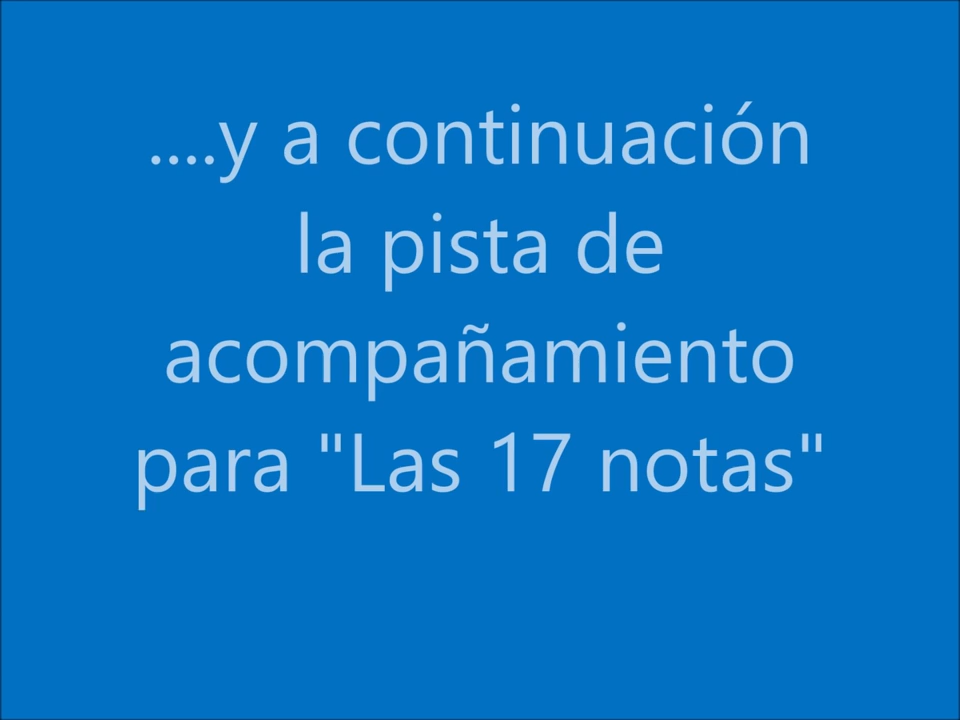 ....y a continuación
la pista de
acompañamiento
para "Las 17 notas"